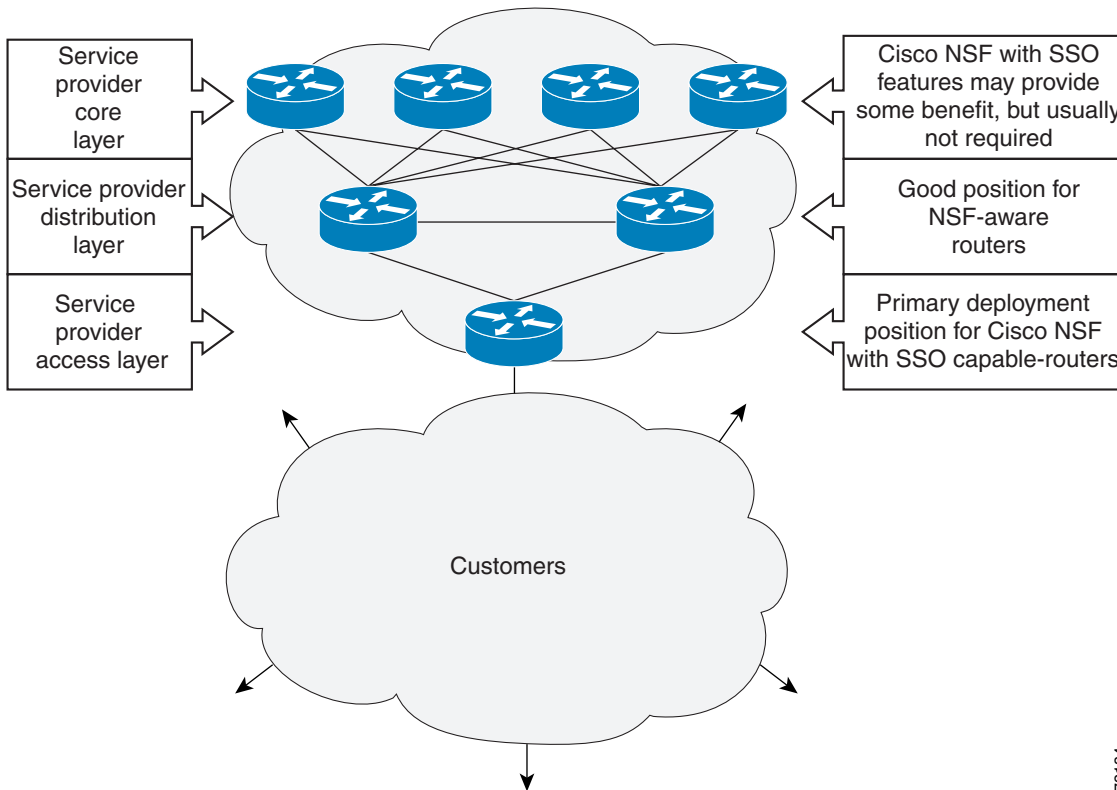 Service
provider
core
layer
Cisco NSF with SSO
features may provide
some benefit, but usually
not required
Service provider
distribution
layer
Good position for
NSF-aware
routers
Service
provider
access layer
Primary deployment
position for Cisco NSF
with SSO capable-routers
Customers